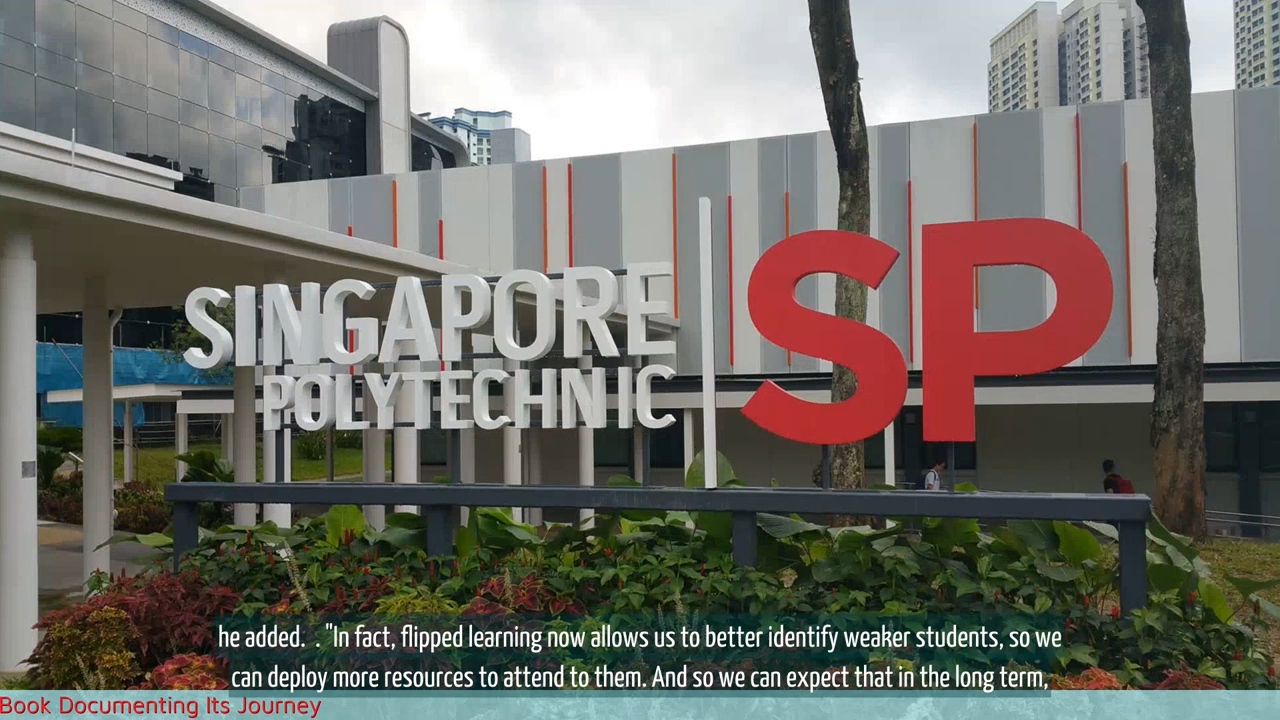 SINGAPORE
POLYTECHNIC
SP
he added. . "In fact, flipped learning now allows us to better identify weaker students, so we
can deploy more resources to attend to them. And so we can expect that in the long term,
Book Documenting Its Journey